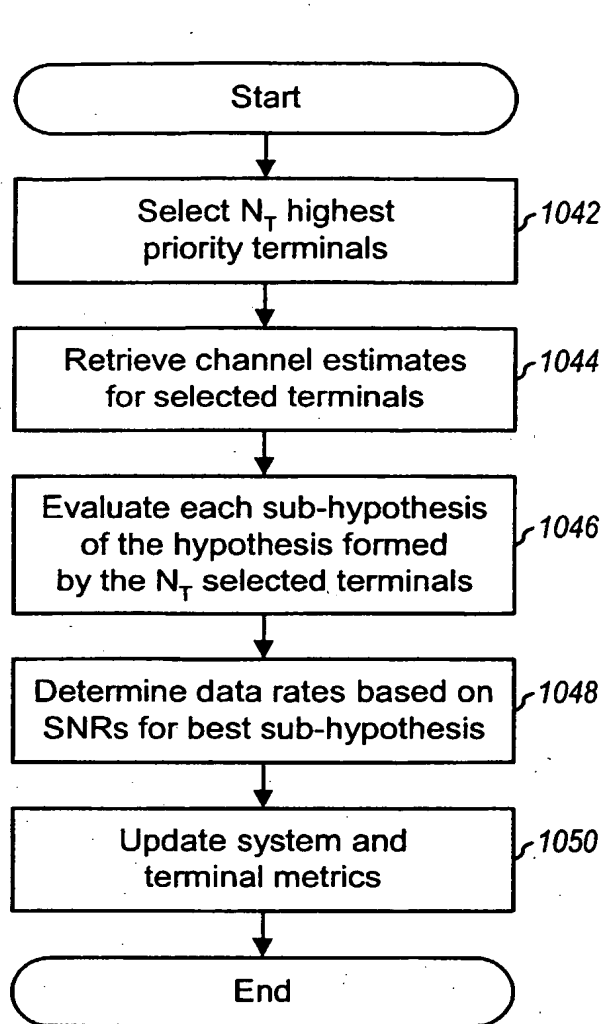 Start
Select N_T highest
priority terminals
1042
Retrieve channel estimates
for selected terminals
1044
Evaluate each sub-hypothesis
of the hypothesis formed
by the N_T selected terminals
1046
Determine data rates based on
SNRs for best sub-hypothesis
1048
Update system and
terminal metrics
1050
End